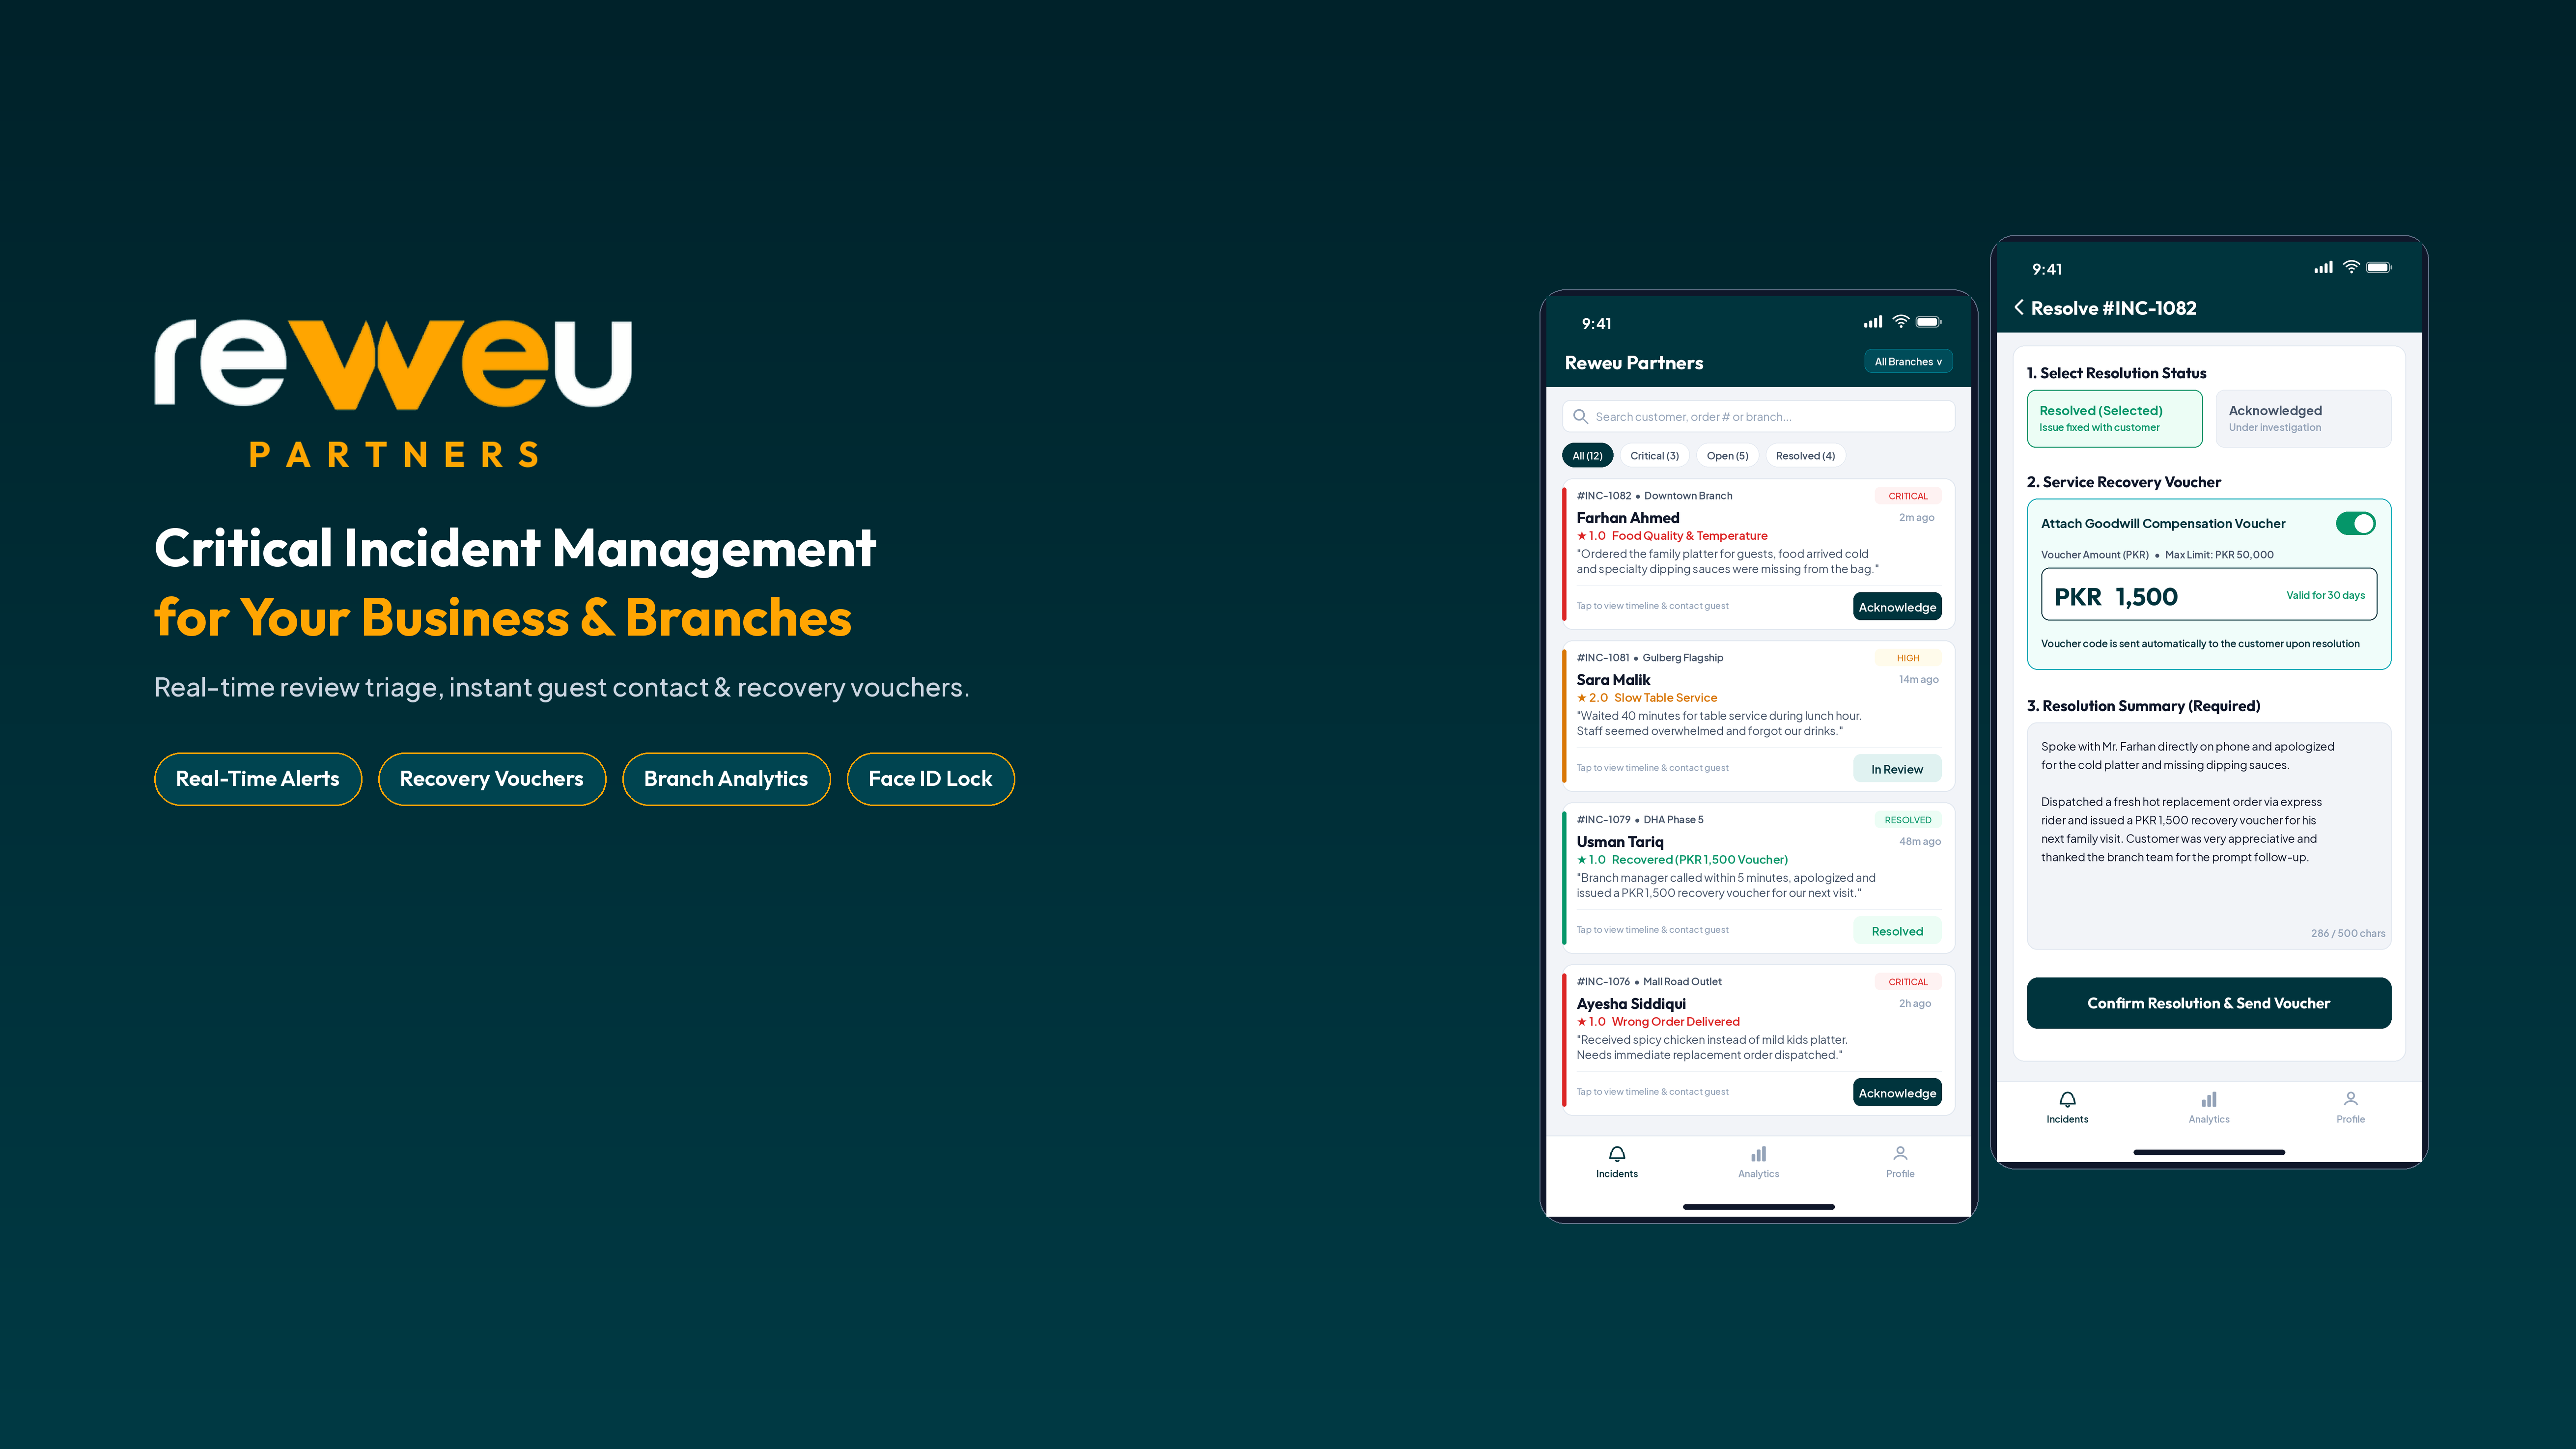 reweu
PARTNERS
Critical Incident Management
for Your Business & Branches
Real-time review triage, instant guest contact & recovery vouchers.
Real-Time Alerts
Recovery Vouchers
Branch Analytics
Face ID Lock
9:41
Reweu Partners
All Branches v
Search customer, order # or branch...
All (12)
Critical (3)
Open (5)
Resolved (4)
#INC-1082 • Downtown Branch
CRITICAL
Farhan Ahmed
2m ago
★ 1.0 Food Quality & Temperature
"Ordered the family platter for guests, food arrived cold
and specialty dipping sauces were missing from the bag."
Tap to view timeline & contact guest
Acknowledge
#INC-1081 • Gulberg Flagship
HIGH
Sara Malik
14m ago
★ 2.0 Slow Table Service
"Waited 40 minutes for table service during lunch hour.
Staff seemed overwhelmed and forgot our drinks."
Tap to view timeline & contact guest
In Review
#INC-1079 • DHA Phase 5
RESOLVED
Usman Tariq
48m ago
★ 1.0 Recovered (PKR 1,500 Voucher)
"Branch manager called within 5 minutes, apologized and
issued a PKR 1,500 recovery voucher for our next visit."
Tap to view timeline & contact guest
Resolved
#INC-1076 • Mall Road Outlet
CRITICAL
Ayesha Siddiqui
2h ago
★ 1.0 Wrong Order Delivered
"Received spicy chicken instead of mild kids platter.
Needs immediate replacement order dispatched."
Tap to view timeline & contact guest
Acknowledge
Incidents
Analytics
Profile
9:41
Resolve #INC-1082
1. Select Resolution Status
Resolved (Selected)
Issue fixed with customer
Acknowledged
Under investigation
2. Service Recovery Voucher
Attach Goodwill Compensation Voucher
Voucher Amount (PKR) • Max Limit: PKR 50,000
PKR 1,500
Valid for 30 days
Voucher code is sent automatically to the customer upon resolution
3. Resolution Summary (Required)
Spoke with Mr. Farhan directly on phone and apologized
for the cold platter and missing dipping sauces.
Dispatched a fresh hot replacement order via express
rider and issued a PKR 1,500 recovery voucher for his
next family visit. Customer was very appreciative and
thanked the branch team for the prompt follow-up.
286 / 500 chars
Confirm Resolution & Send Voucher
Incidents
Analytics
Profile